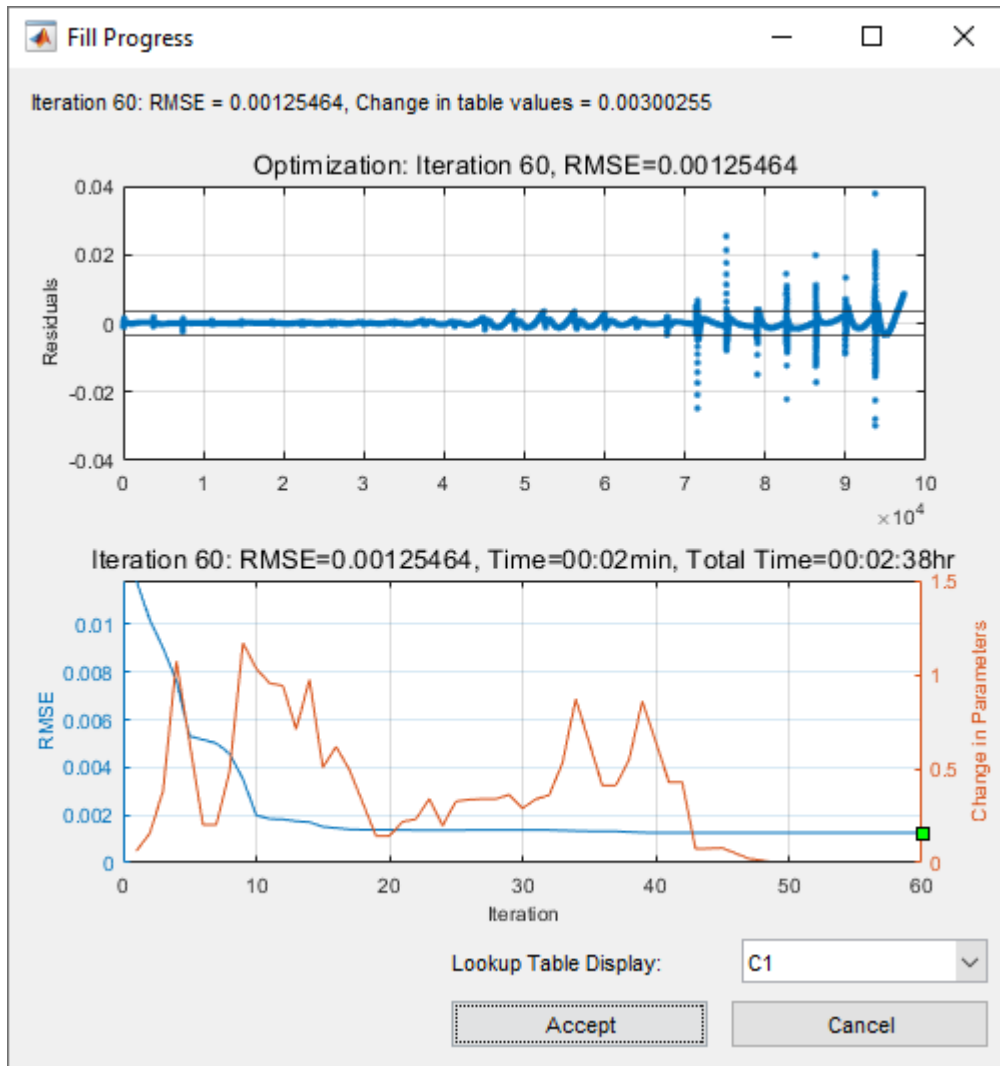 Fill Progress
Iteration 60: RMSE = 0.00125464, Change in table values = 0.00300255
Optimization: Iteration 60, RMSE=0.00125464
0.04
0.02
0
-0.02
-0.04
Residuals
0 1 2 3 4 5 6 7 8 9 10
×10⁴
Iteration 60: RMSE=0.00125464, Time=00:02min, Total Time=00:02:38hr
0.01
0.008
0.006
0.004
0.002
0
RMSE
1.5
1
0.5
0
Change in Parameters
0 10 20 30 40 50 60
Iteration
Lookup Table Display: C1
Accept Cancel